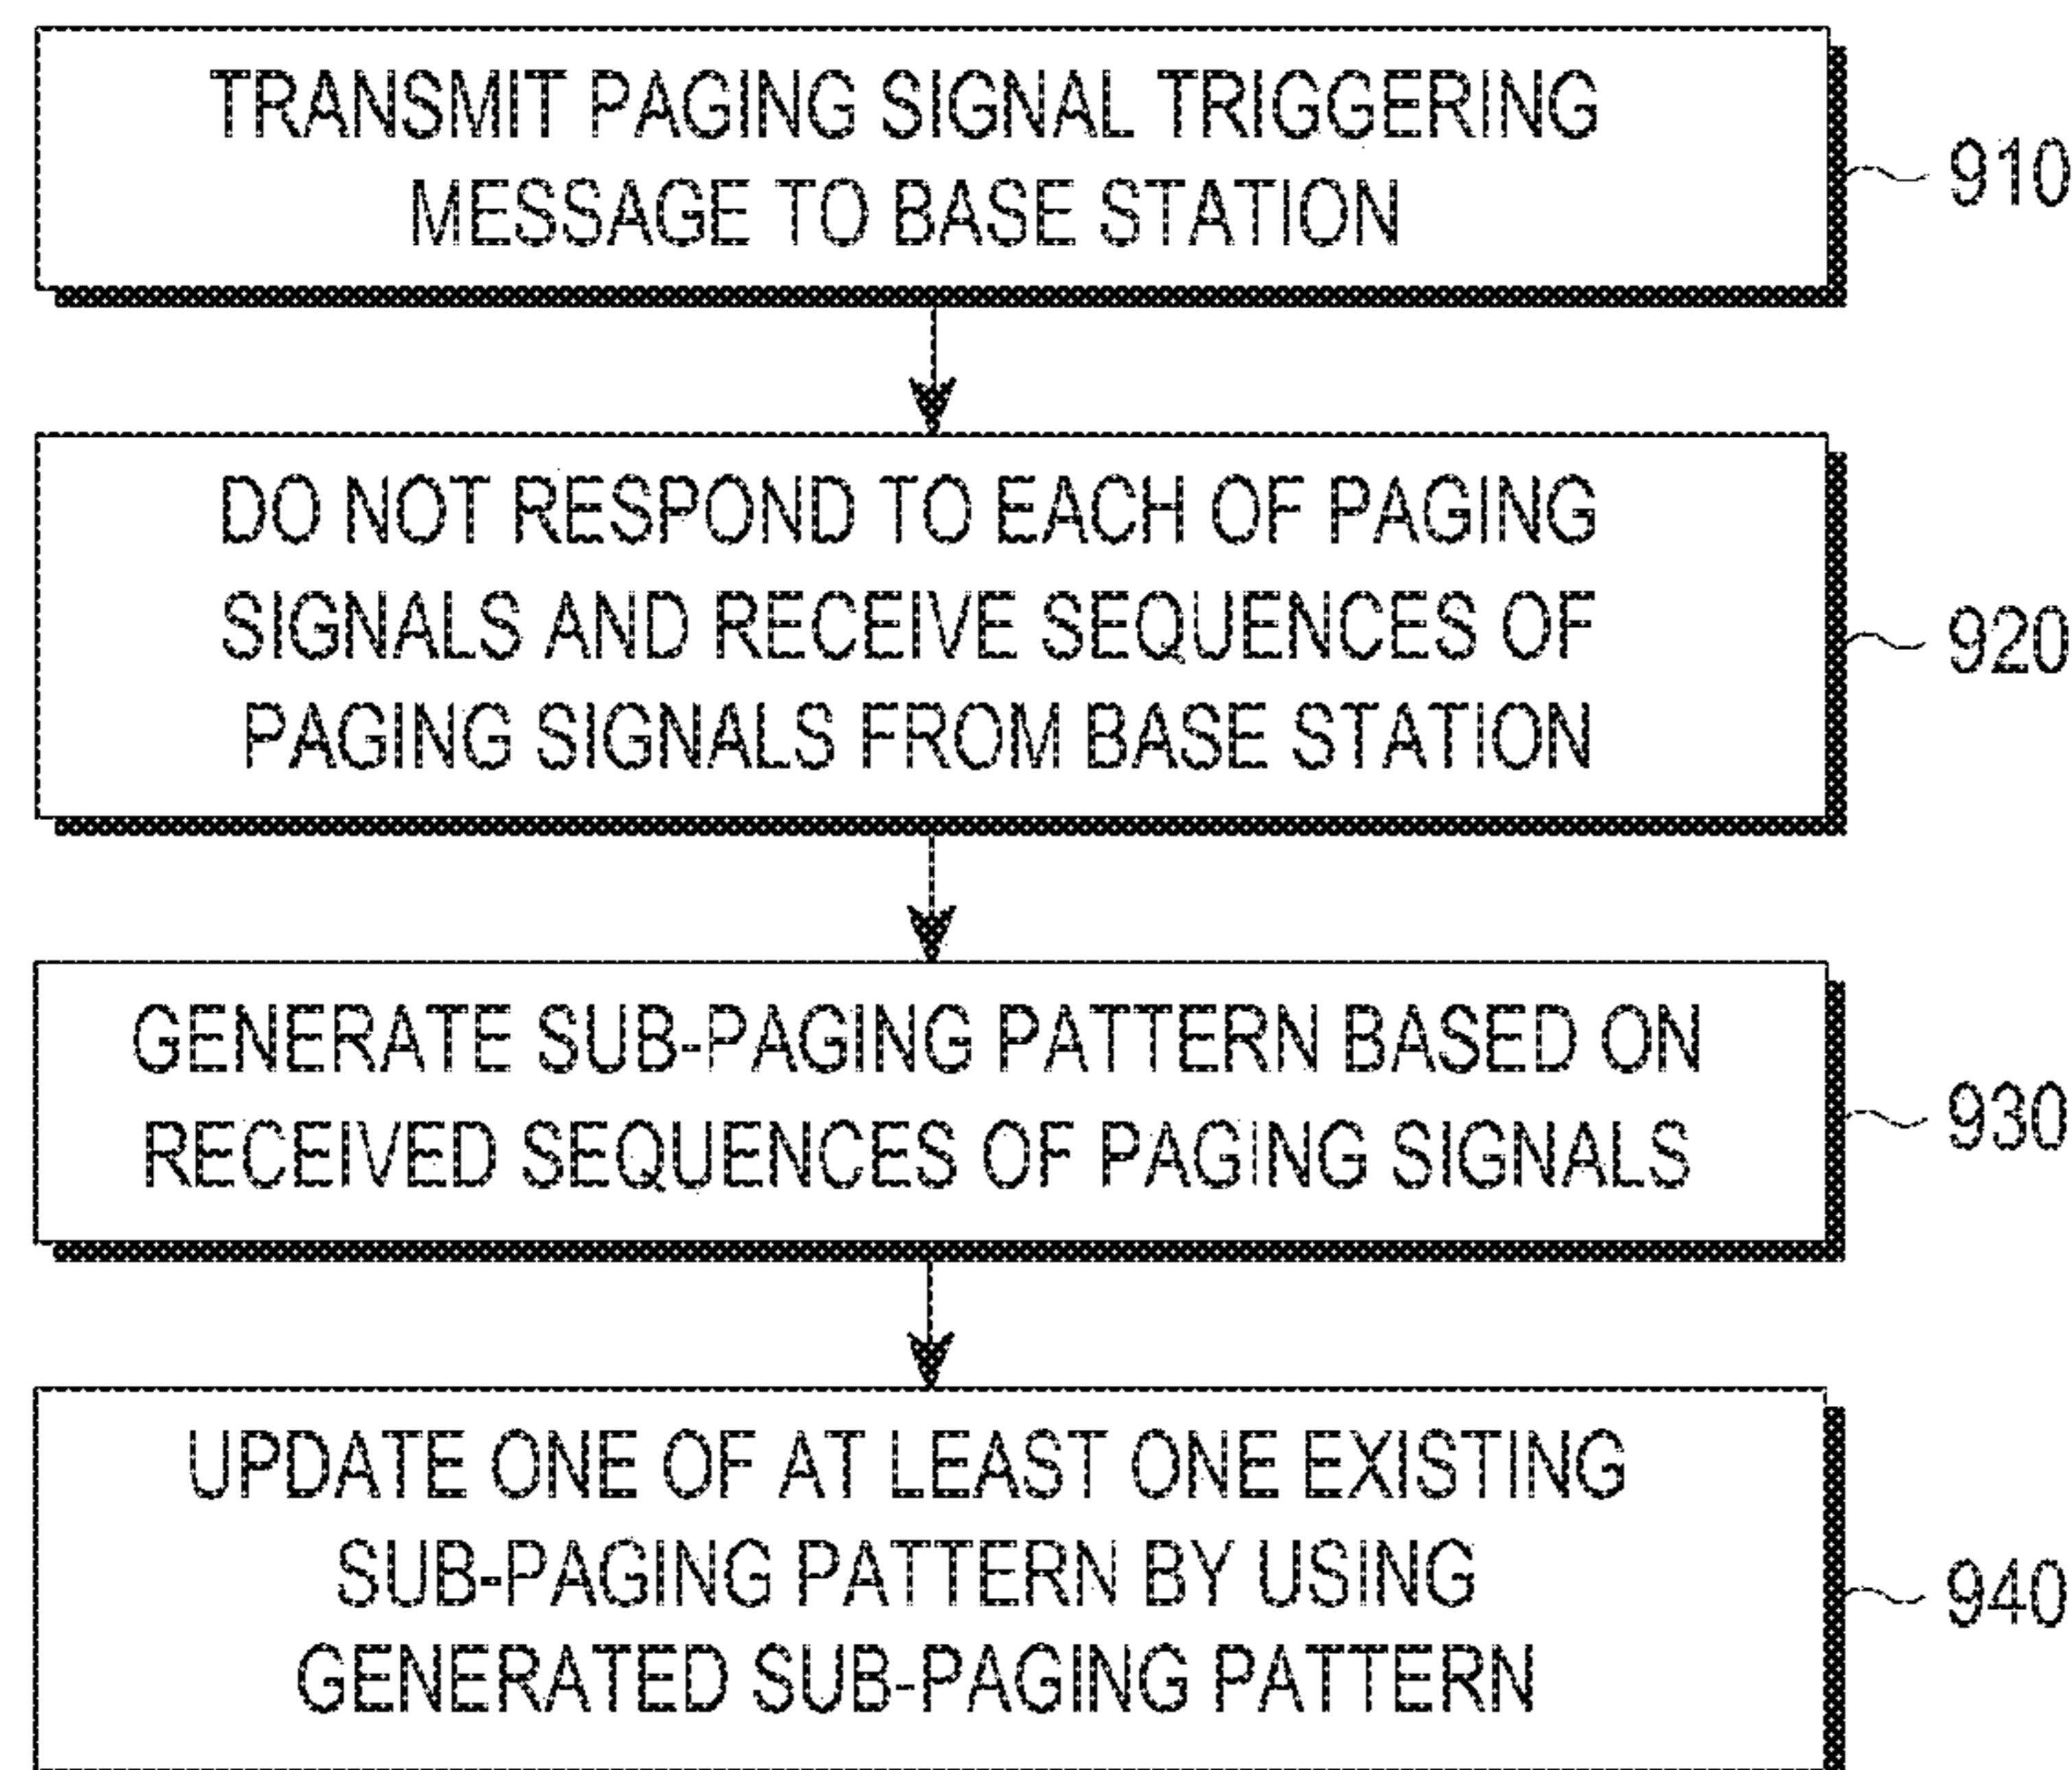 TRANSMIT PAGING SIGNAL TRIGGERING
MESSAGE TO BASE STATION
910
DO NOT RESPOND TO EACH OF PAGING
SIGNALS AND RECEIVE SEQUENCES OF
PAGING SIGNALS FROM BASE STATION
920
GENERATE SUB-PAGING PATTERN BASED ON
RECEIVED SEQUENCES OF PAGING SIGNALS
930
UPDATE ONE OF AT LEAST ONE EXISTING
SUB-PAGING PATTERN BY USING
GENERATED SUB-PAGING PATTERN
940